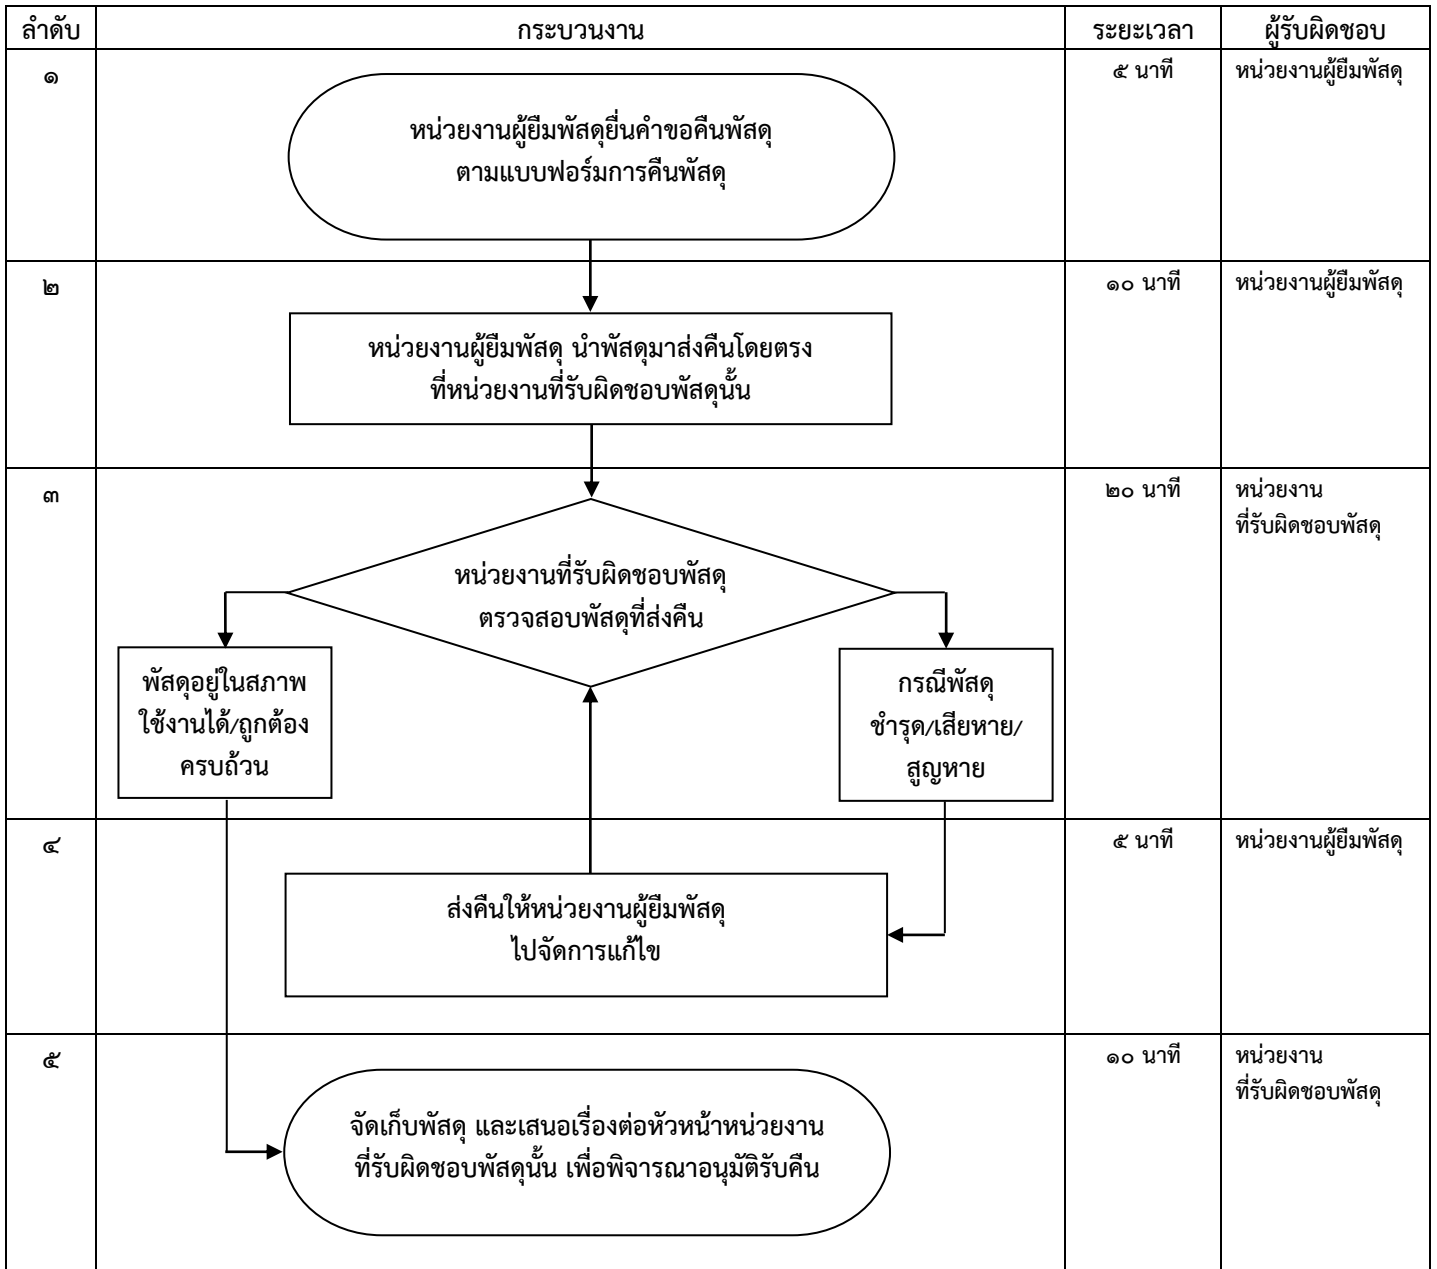 ลำดับ กระบวนงาน ระยะเวลา ผู้รับผิดชอบ
๑
หน่วยงานผู้ยืมพัสดุยื่นคำขอคืนพัสดุ
ตามแบบฟอร์มการคืนพัสดุ
๕ นาที
หน่วยงานผู้ยืมพัสดุ
๒
หน่วยงานผู้ยืมพัสดุ นำพัสดุมาส่งคืนโดยตรง
ที่หน่วยงานที่รับผิดชอบพัสดุนั้น
๑๐ นาที
หน่วยงานผู้ยืมพัสดุ
๓
หน่วยงานที่รับผิดชอบพัสดุ
ตรวจสอบพัสดุที่ส่งคืน
พัสดุอยู่ในสภาพ
ใช้งานได้/ถูกต้อง
ครบถ้วน
กรณีพัสดุ
ชำรุด/เสียหาย/
สูญหาย
๒๐ นาที
หน่วยงาน
ที่รับผิดชอบพัสดุ
๔
ส่งคืนให้หน่วยงานผู้ยืมพัสดุ
ไปจัดการแก้ไข
๕ นาที
หน่วยงานผู้ยืมพัสดุ
๕
จัดเก็บพัสดุ และเสนอเรื่องต่อหัวหน้าหน่วยงาน
ที่รับผิดชอบพัสดุนั้น เพื่อพิจารณาอนุมัติรับคืน
๑๐ นาที
หน่วยงาน
ที่รับผิดชอบพัสดุ